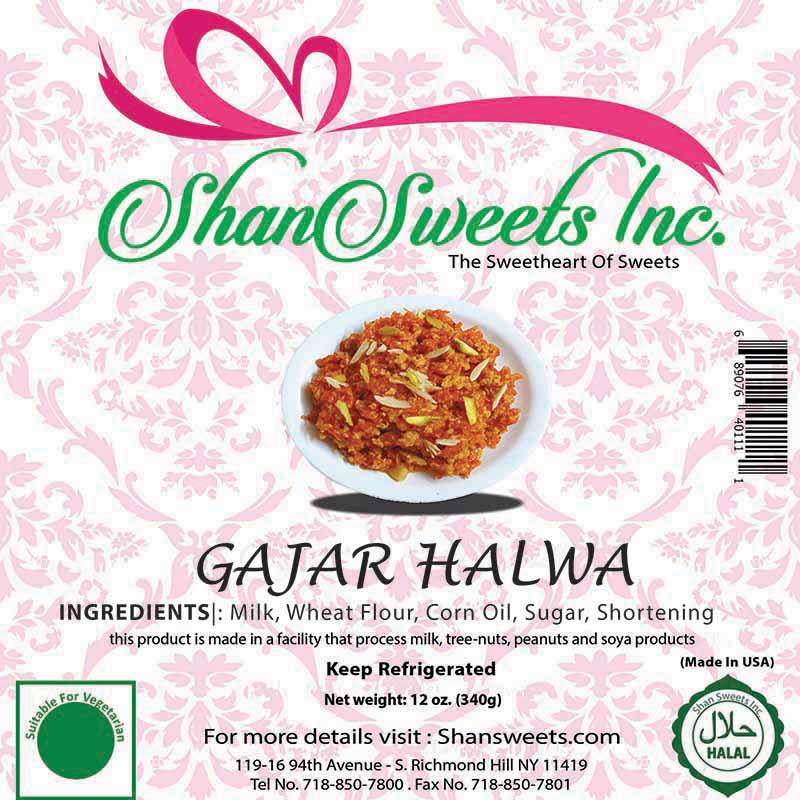 ShanSweets Inc.
The Sweetheart Of Sweets
6 89076 40111 1
GAJAR HALWA
INGREDIENTS|: Milk, Wheat Flour, Corn Oil, Sugar, Shortening
this product is made in a facility that process milk, tree-nuts, peanuts and soya products
Keep Refrigerated
(Made In USA)
Net weight: 12 oz. (340g)
Suitable For Vegetarian
Shan Sweets Inc.
حلال
HALAL
For more details visit : Shansweets.com
119-16 94th Avenue - S. Richmond Hill NY 11419
Tel No. 718-850-7800 . Fax No. 718-850-7801